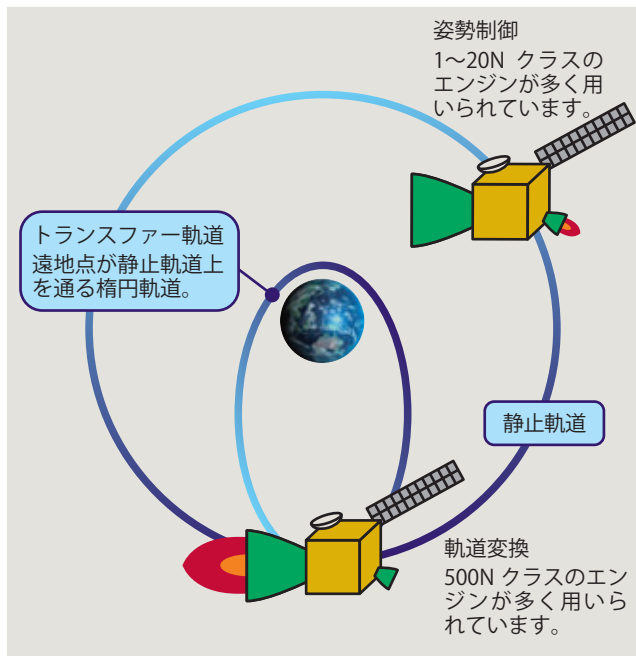 姿勢制御
1〜20N クラスの
エンジンが多く用
いられています。
トランスファー軌道
遠地点が静止軌道上
を通る楕円軌道。
静止軌道
軌道変換
500N クラスのエン
ジンが多く用いら
れています。